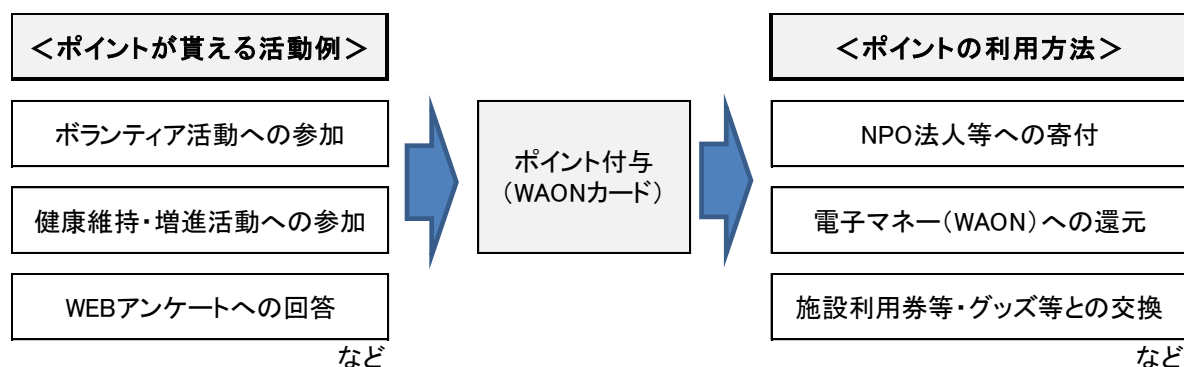 ＜ポイントが貰える活動例＞
ボランティア活動への参加
健康維持・増進活動への参加
WEBアンケートへの回答
など
ポイント付与
（WAONカード）
＜ポイントの利用方法＞
NPO法人等への寄付
電子マネー（WAON）への還元
施設利用券等・グッズ等との交換
など